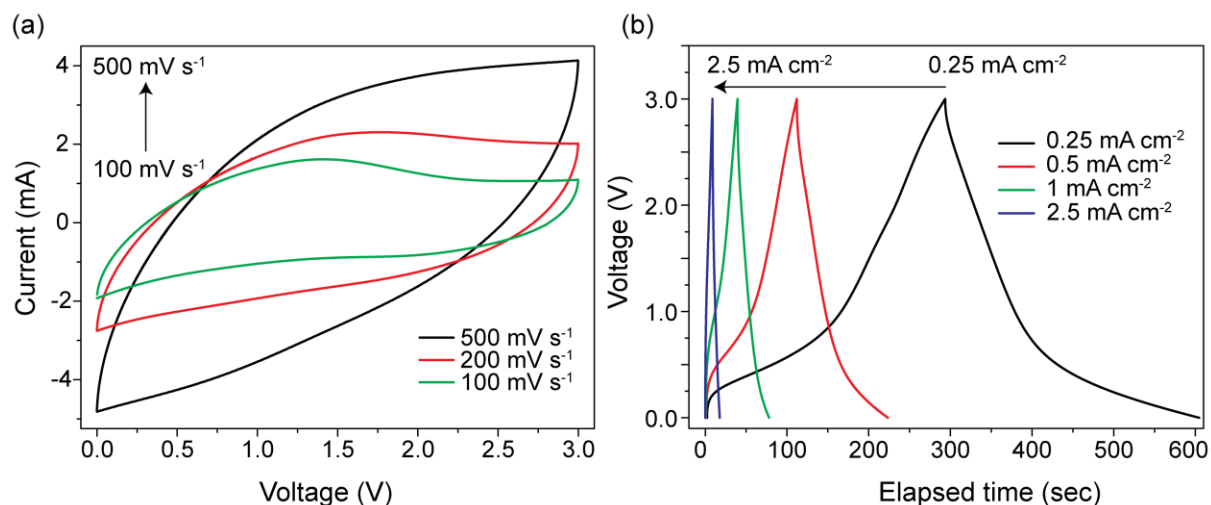 (a)
500 mV s⁻¹
100 mV s⁻¹
4
2
0
-2
-4
Current (mA)
500 mV s⁻¹
200 mV s⁻¹
100 mV s⁻¹
0.0 0.5 1.0 1.5 2.0 2.5 3.0
Voltage (V)
(b)
2.5 mA cm⁻² 0.25 mA cm⁻²
3.0
2.0
1.0
0.0
Voltage (V)
0.25 mA cm⁻²
0.5 mA cm⁻²
1 mA cm⁻²
2.5 mA cm⁻²
0 100 200 300 400 500 600
Elapsed time (sec)